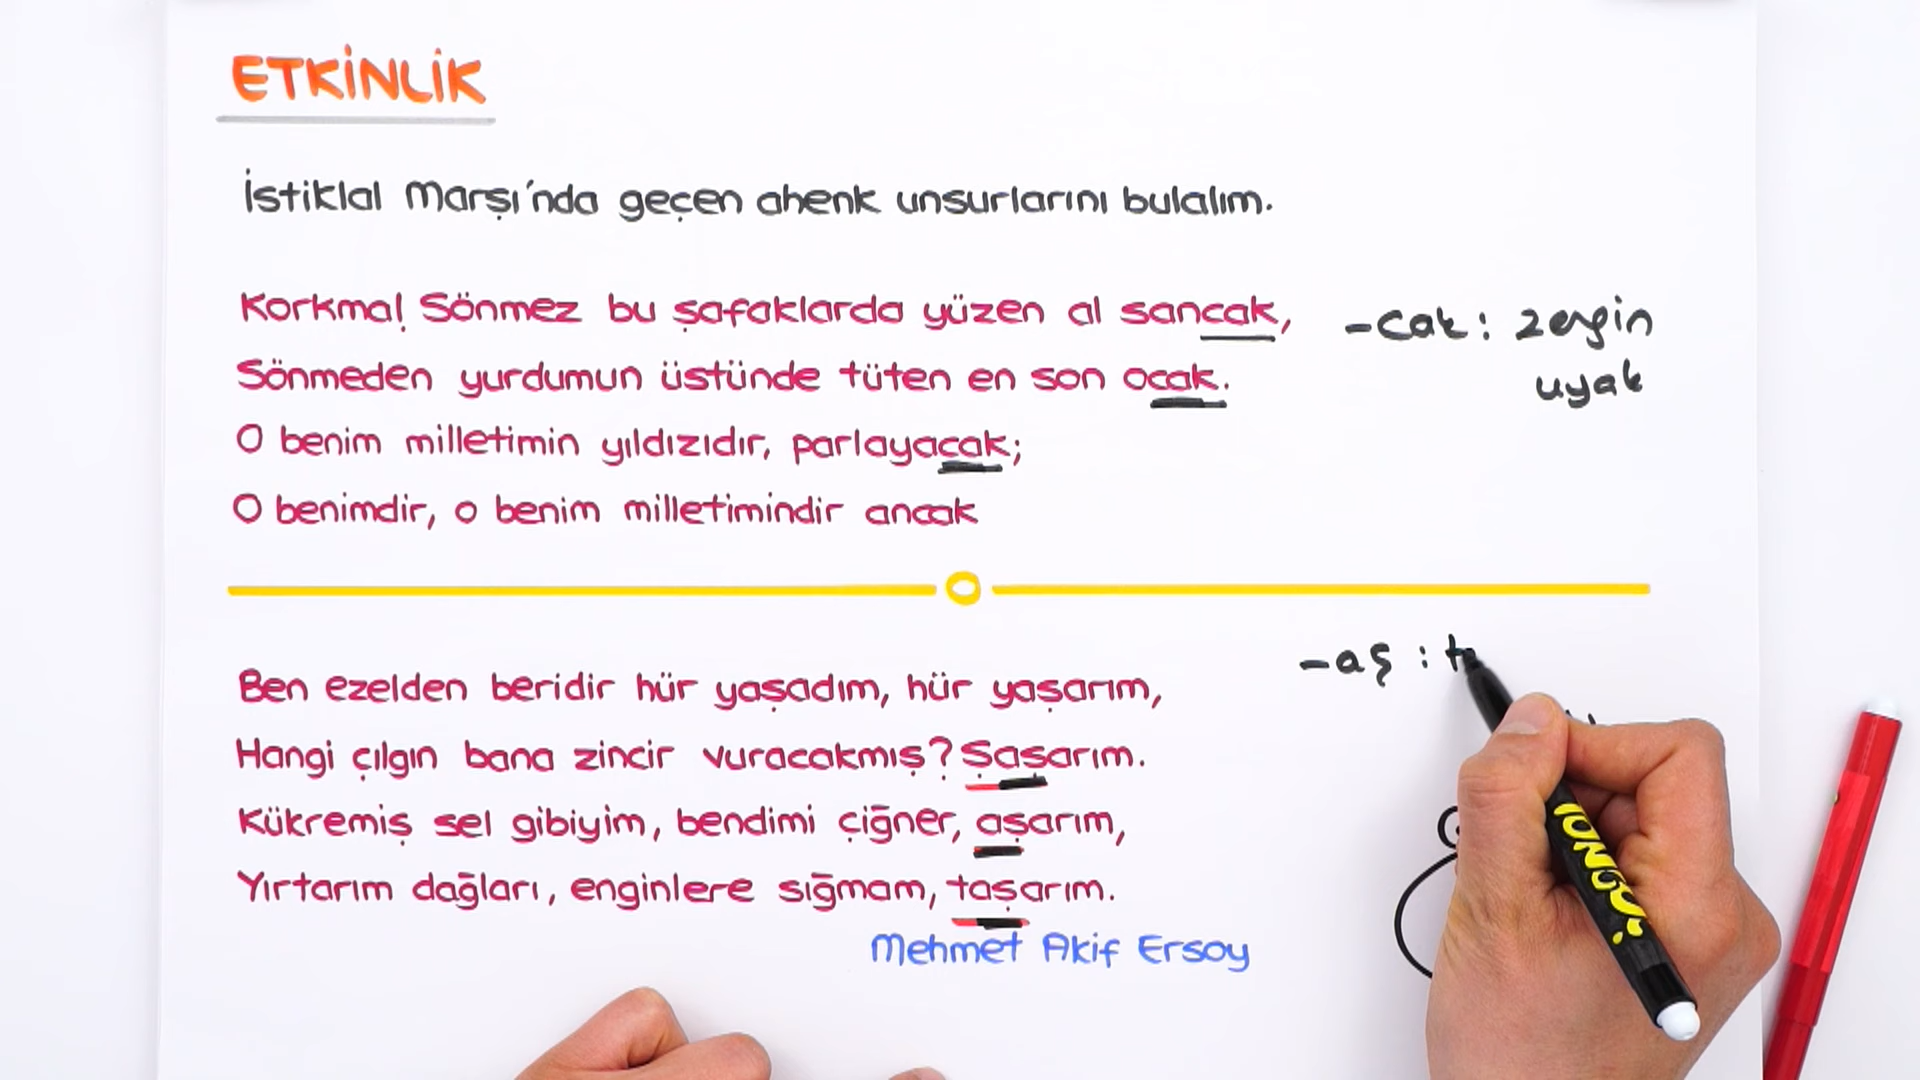 ETKİNLİK
İstiklal Marşı'nda geçen ahenk unsurlarını bulalım.
Korkma! Sönmez bu şafaklarda yüzen al sancak,
Sönmeden yurdumun üstünde tüten en son ocak.
O benim milletimin yıldızıdır, parlayacak;
O benimdir, o benim milletimindir ancak
-cak: zengin
uyak
Ben ezelden beridir hür yaşadım, hür yaşarım,
Hangi çılgın bana zincir vuracakmış? Şaşarım.
Kükremiş sel gibiyim, bendimi çiğner, aşarım,
Yırtarım dağları, enginlere sığmam, taşarım.
Mehmet Akif Ersoy
-aş : t
TONGUÇ